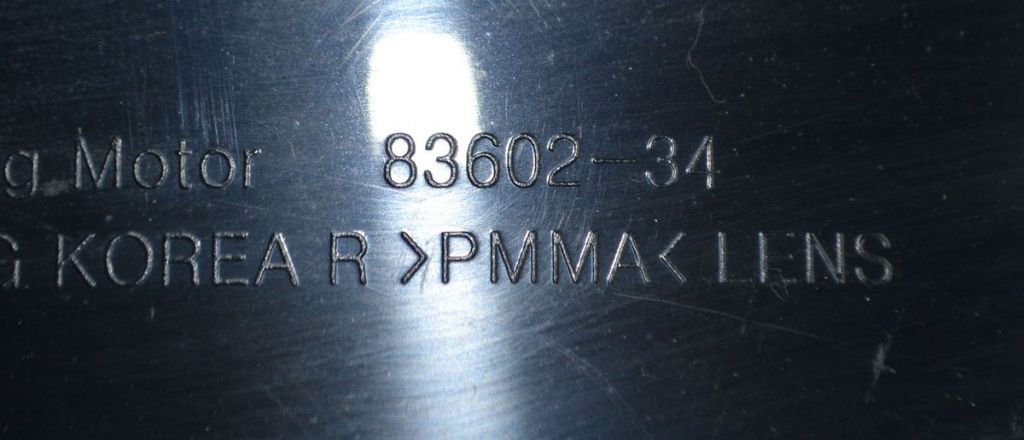 g Motor 83602-34
G KOREA R >PMMA< LENS